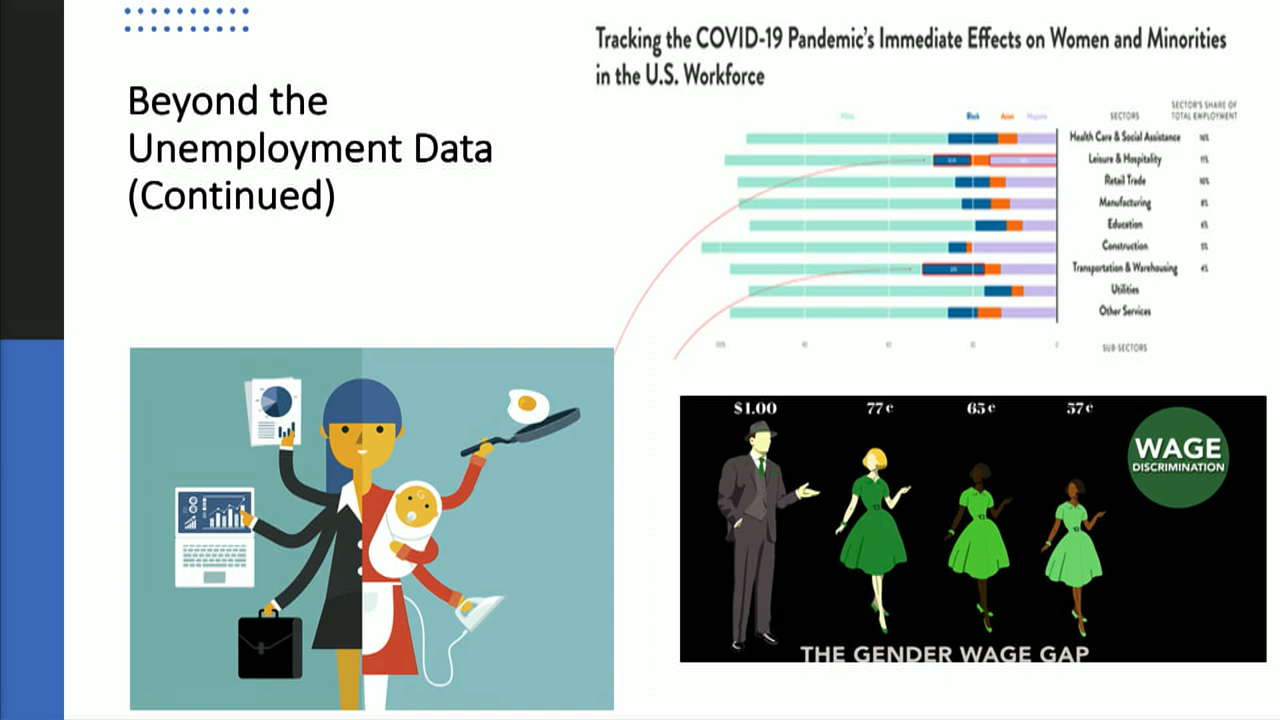 Beyond the
Unemployment Data
(Continued)
Tracking the COVID-19 Pandemic's Immediate Effects on Women and Minorities
in the U.S. Workforce
Black Asian Hispanic SECTORS
SECTOR'S SHARE OF
TOTAL EMPLOYMENT
Health Care & Social Assistance
Leisure & Hospitality
Retail Trade
Manufacturing
Education
Construction
Transportation & Warehousing
Utilities
Other Services
SUB-SECTORS
$1.00 77¢ 65¢ 57¢
WAGE
DISCRIMINATION
THE GENDER WAGE GAP